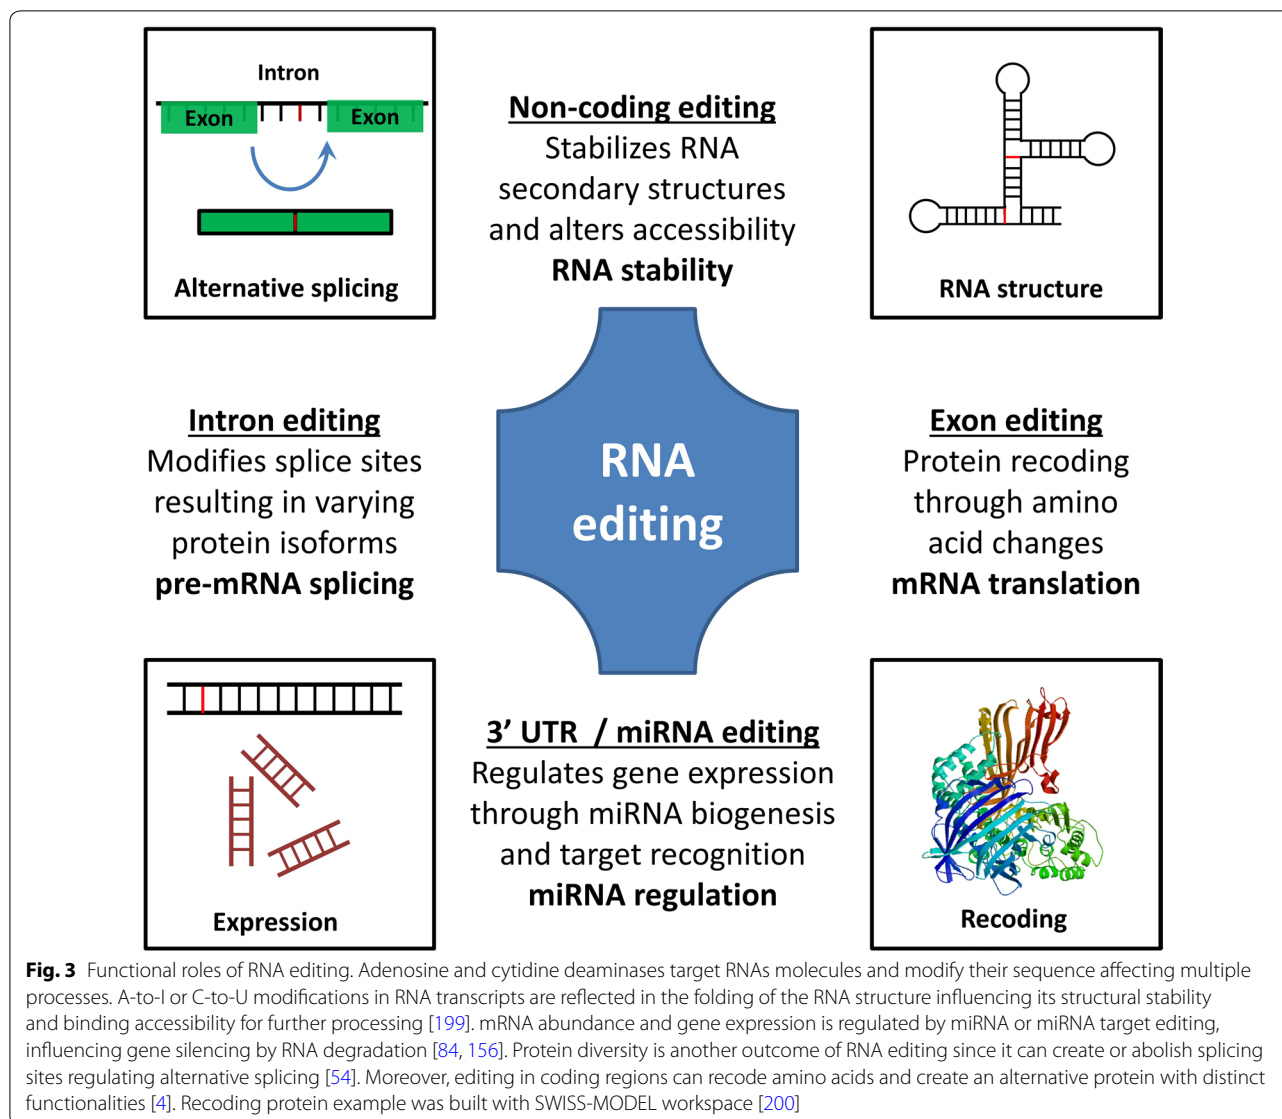 Intron
Exon
Exon
Alternative splicing
Non-coding editing
Stabilizes RNA
secondary structures
and alters accessibility
RNA stability
RNA structure
Intron editing
Modifies splice sites
resulting in varying
protein isoforms
pre-mRNA splicing
RNA
editing
Exon editing
Protein recoding
through amino
acid changes
mRNA translation
Expression
3’ UTR / miRNA editing
Regulates gene expression
through miRNA biogenesis
and target recognition
miRNA regulation
Recoding
Fig. 3 Functional roles of RNA editing. Adenosine and cytidine deaminases target RNAs molecules and modify their sequence affecting multiple
processes. A-to-I or C-to-U modifications in RNA transcripts are reflected in the folding of the RNA structure influencing its structural stability
and binding accessibility for further processing [199]. mRNA abundance and gene expression is regulated by miRNA or miRNA target editing,
influencing gene silencing by RNA degradation [84, 156]. Protein diversity is another outcome of RNA editing since it can create or abolish splicing
sites regulating alternative splicing [54]. Moreover, editing in coding regions can recode amino acids and create an alternative protein with distinct
functionalities [4]. Recoding protein example was built with SWISS-MODEL workspace [200]